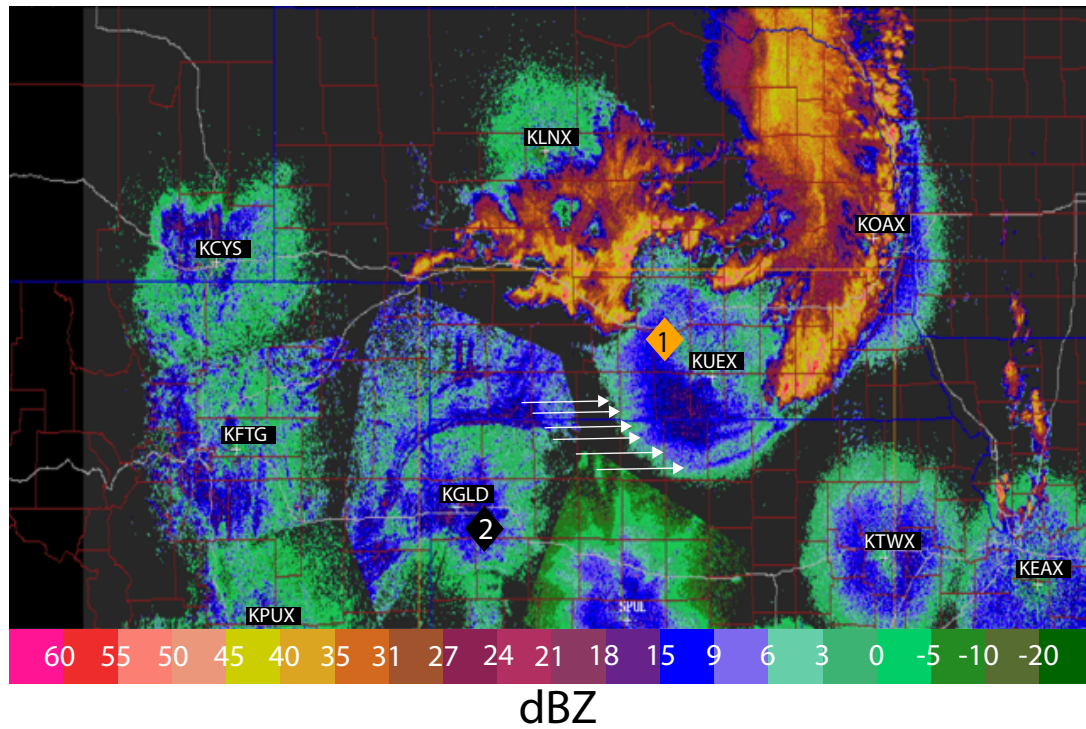 KLNX
KOAX
KCYS
1
KUEX
KFTG
KGLD
2
KTWX
KEAX
SPOL
KPUX
60 55 50 45 40 35 31 27 24 21 18 15 9 6 3 0 -5 -10 -20
dBZ